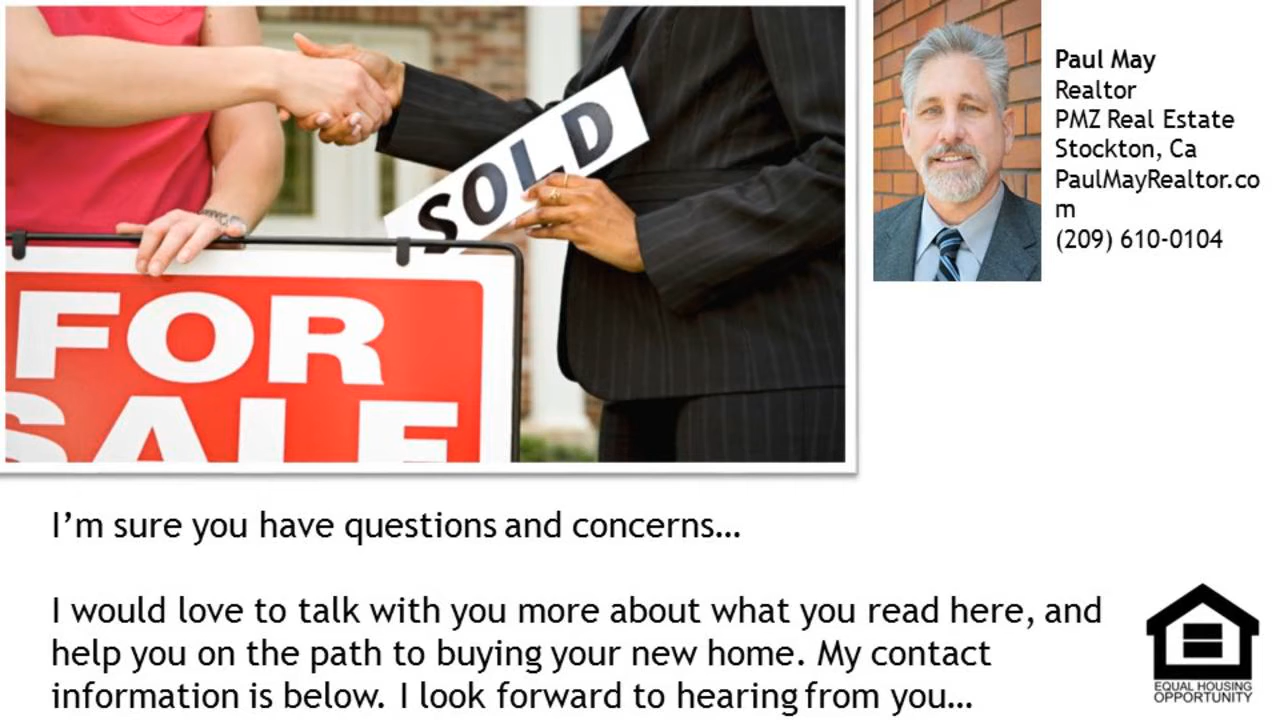 SOLD
FOR
SALE
Paul May
Realtor
PMZ Real Estate
Stockton, Ca
PaulMayRealtor.co
m
(209) 610-0104
I’m sure you have questions and concerns…
I would love to talk with you more about what you read here, and
help you on the path to buying your new home. My contact
information is below. I look forward to hearing from you…
EQUAL HOUSING
OPPORTUNITY